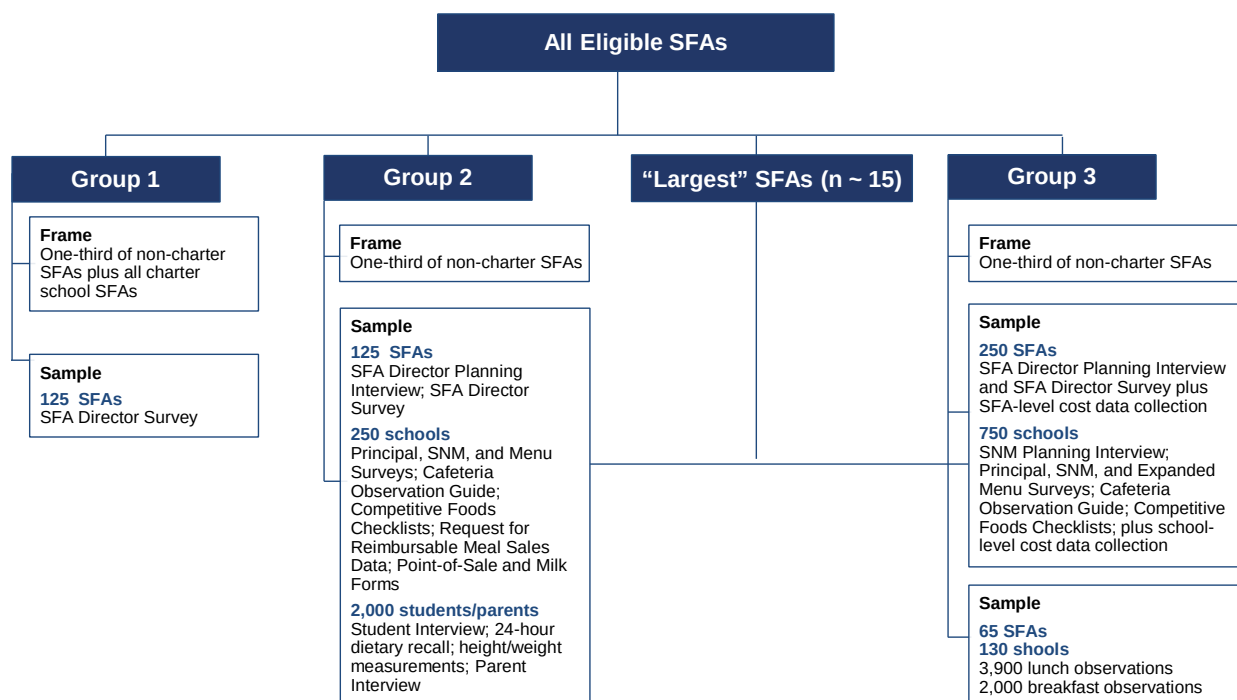 All Eligible SFAs
Group 1
Frame
One-third of non-charter
SFAs plus all charter
school SFAs
Sample
125  SFAs
SFA Director Survey
Group 2
Frame
One-third of non-charter SFAs
Sample
125  SFAs
SFA Director Planning
Interview; SFA Director
Survey
250 schools
Principal, SNM, and Menu
Surveys; Cafeteria
Observation Guide;
Competitive Foods
Checklists; Request for
Reimbursable Meal Sales
Data; Point-of-Sale and Milk
Forms
2,000 students/parents
Student Interview; 24-hour
dietary recall; height/weight
measurements; Parent
Interview
“Largest” SFAs (n ~ 15)
Group 3
Frame
One-third of non-charter SFAs
Sample
250 SFAs
SFA Director Planning Interview
and SFA Director Survey plus
SFA-level cost data collection
750 schools
SNM Planning Interview;
Principal, SNM, and Expanded
Menu Surveys; Cafeteria
Observation Guide; Competitive
Foods Checklists; plus school-
level cost data collection
Sample
65 SFAs
130 shools
3,900 lunch observations
2,000 breakfast observations